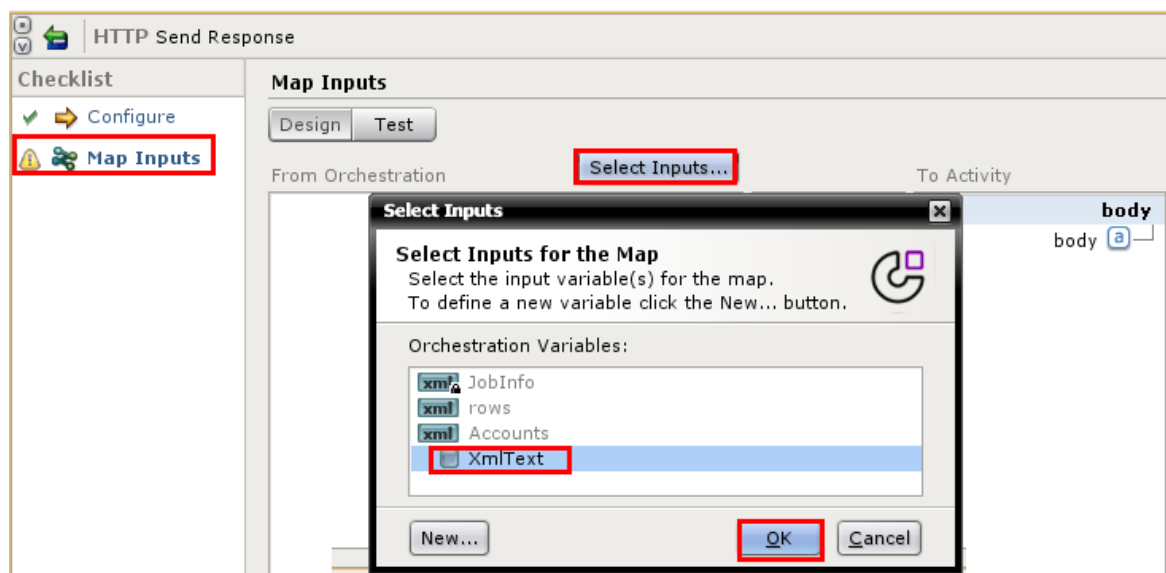 HTTP Send Response
Checklist
Configure
Map Inputs
Map Inputs
Design Test
Select Inputs...
From Orchestration
To Activity
Select Inputs
body
body a
Select Inputs for the Map
Select the input variable(s) for the map.
To define a new variable click the New... button.
Orchestration Variables:
xml JobInfo
xml rows
xml Accounts
XmlText
New... OK Cancel